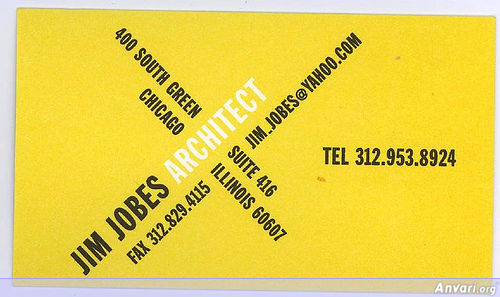 400 SOUTH GREEN
CHICAGO
SUITE 416
ILLINOIS 60607
JIM JOBES ARCHITECT
JIM.JOBES@YAHOO.COM
FAX 312.829.4115
TEL 312.953.8924
Anvari.org